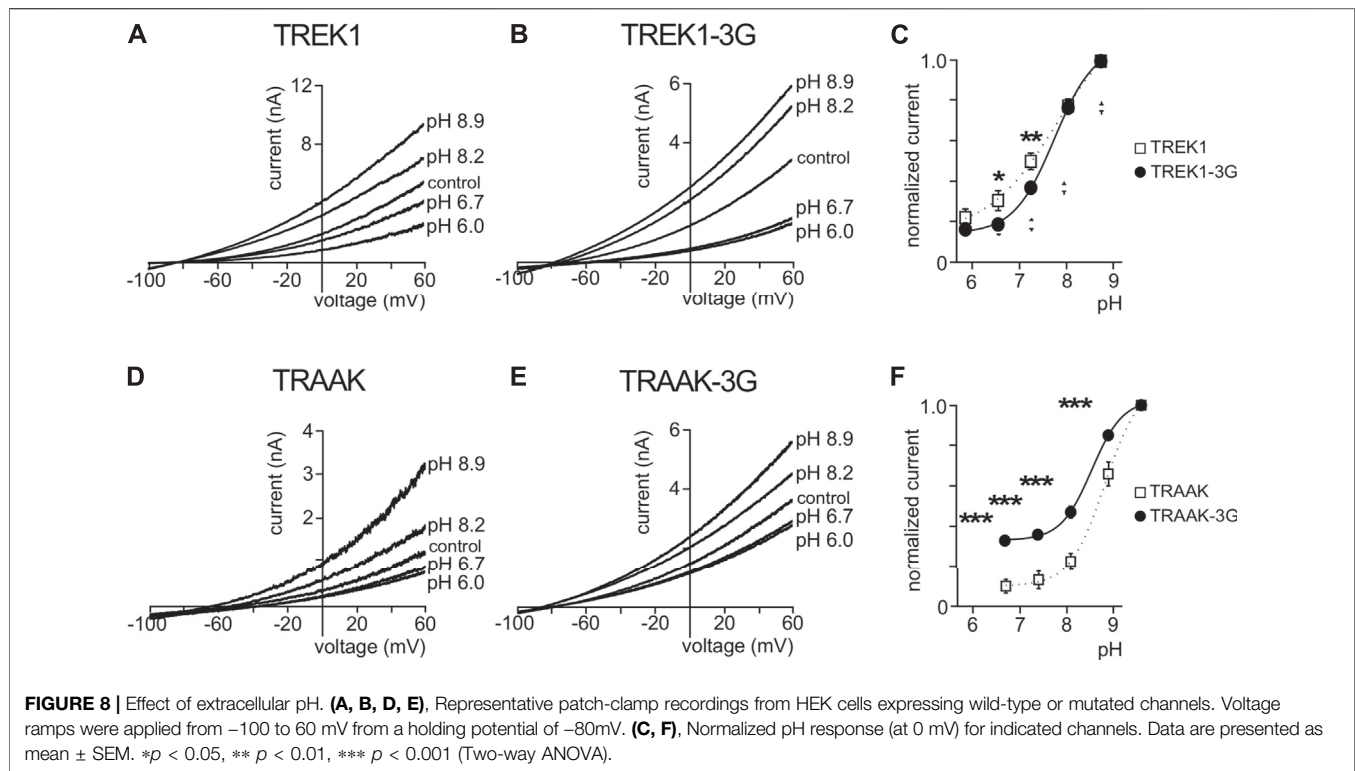 A
TREK1
current (nA)
12
8
pH 8.9
pH 8.2
control
pH 6.7
pH 6.0
-100
-60
-20
20
60
voltage (mV)
B
TREK1-3G
current (nA)
6
4
pH 8.9
pH 8.2
control
pH 6.7
pH 6.0
-100
-60
-20
20
60
voltage (mV)
C
normalized current
1.0
0
*
**
6
7
8
9
pH
TREK1
TREK1-3G
D
TRAAK
current (nA)
4
3
2
pH 8.9
pH 8.2
control
pH 6.7
pH 6.0
-100
-60
-20
20
60
voltage (mV)
E
TRAAK-3G
current (nA)
6
4
pH 8.9
pH 8.2
control
pH 6.7
pH 6.0
-100
-60
-20
20
60
voltage (mV)
F
normalized current
1.0
0
***
***
***
***
6
7
8
9
pH
TRAAK
TRAAK-3G
FIGURE 8 | Effect of extracellular pH. (A, B, D, E), Representative patch-clamp recordings from HEK cells expressing wild-type or mutated channels. Voltage
ramps were applied from −100 to 60 mV from a holding potential of −80mV. (C, F), Normalized pH response (at 0 mV) for indicated channels. Data are presented as
mean ± SEM. *p < 0.05, ** p < 0.01, *** p < 0.001 (Two-way ANOVA).